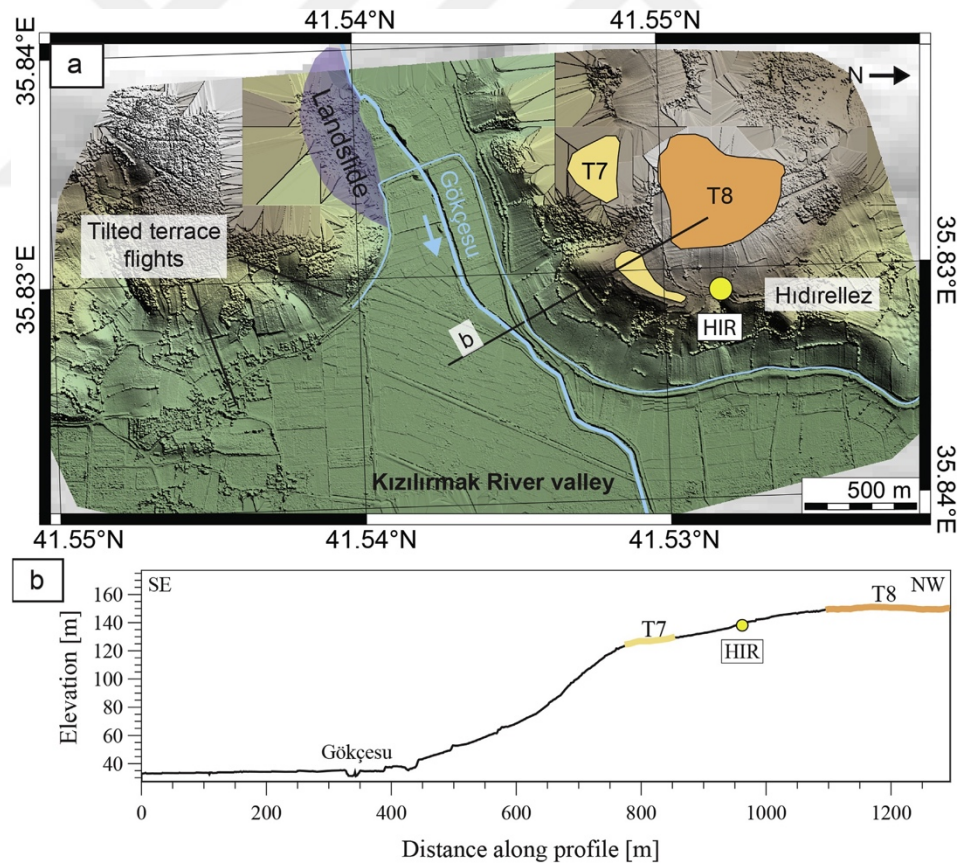 41.54°N
41.55°N
35.84°E
a
N
Landslide
Gökçesu
T7
T8
Tilted terrace
flights
35.83°E
35.83°E
HIR
Hıdırellez
b
Kızılırmak River valley
500 m
35.84°E
41.55°N
41.54°N
41.53°N
b
SE
NW
160
140
120
100
80
60
40
Elevation [m]
T8
T7
HIR
Gökçesu
0
200
400
600
800
1000
1200
Distance along profile [m]